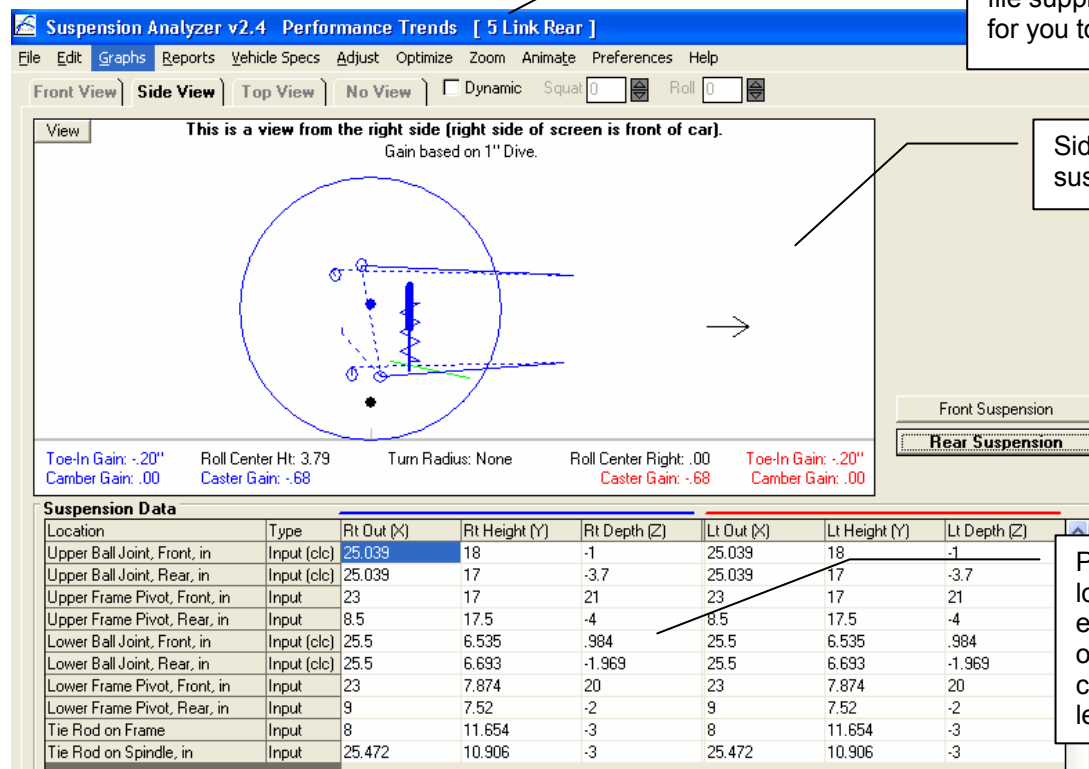 file supp
for you to
Suspension Analyzer v2.4 Performance Trends [ 5 Link Rear ]
File Edit Graphs Reports Vehicle Specs Adjust Optimize Zoom Animate Preferences Help
Front View Side View Top View No View Dynamic Squat 0 Roll 0
View This is a view from the right side (right side of screen is front of car).
Gain based on 1" Dive.
Sid
sus
Front Suspension
Rear Suspension
Toe-In Gain: -.20" Roll Center Ht: 3.79 Turn Radius: None Roll Center Right: .00 Toe-In Gain: -.20"
Camber Gain: .00 Caster Gain: -.68 Caster Gain: -.68 Camber Gain: .00
Suspension Data
Location Type Rt Out (X) Rt Height (Y) Rt Depth (Z) Lt Out (X) Lt Height (Y) Lt Depth (Z)
Upper Ball Joint, Front, in Input (clc) 25.039 18 -1 25.039 18 -1
Upper Ball Joint, Rear, in Input (clc) 25.039 17 -3.7 25.039 17 -3.7
Upper Frame Pivot, Front, in Input 23 17 21 23 17 21
Upper Frame Pivot, Rear, in Input 8.5 17.5 -4 8.5 17.5 -4
Lower Ball Joint, Front, in Input (clc) 25.5 6.535 .984 25.5 6.535 .984
Lower Ball Joint, Rear, in Input (clc) 25.5 6.693 -1.969 25.5 6.693 -1.969
Lower Frame Pivot, Front, in Input 23 7.874 20 23 7.874 20
Lower Frame Pivot, Rear, in Input 9 7.52 -2 9 7.52 -2
Tie Rod on Frame Input 8 11.654 -3 8 11.654 -3
Tie Rod on Spindle, in Input 25.472 10.906 -3 25.472 10.906 -3
P
lo
e
o
c
le